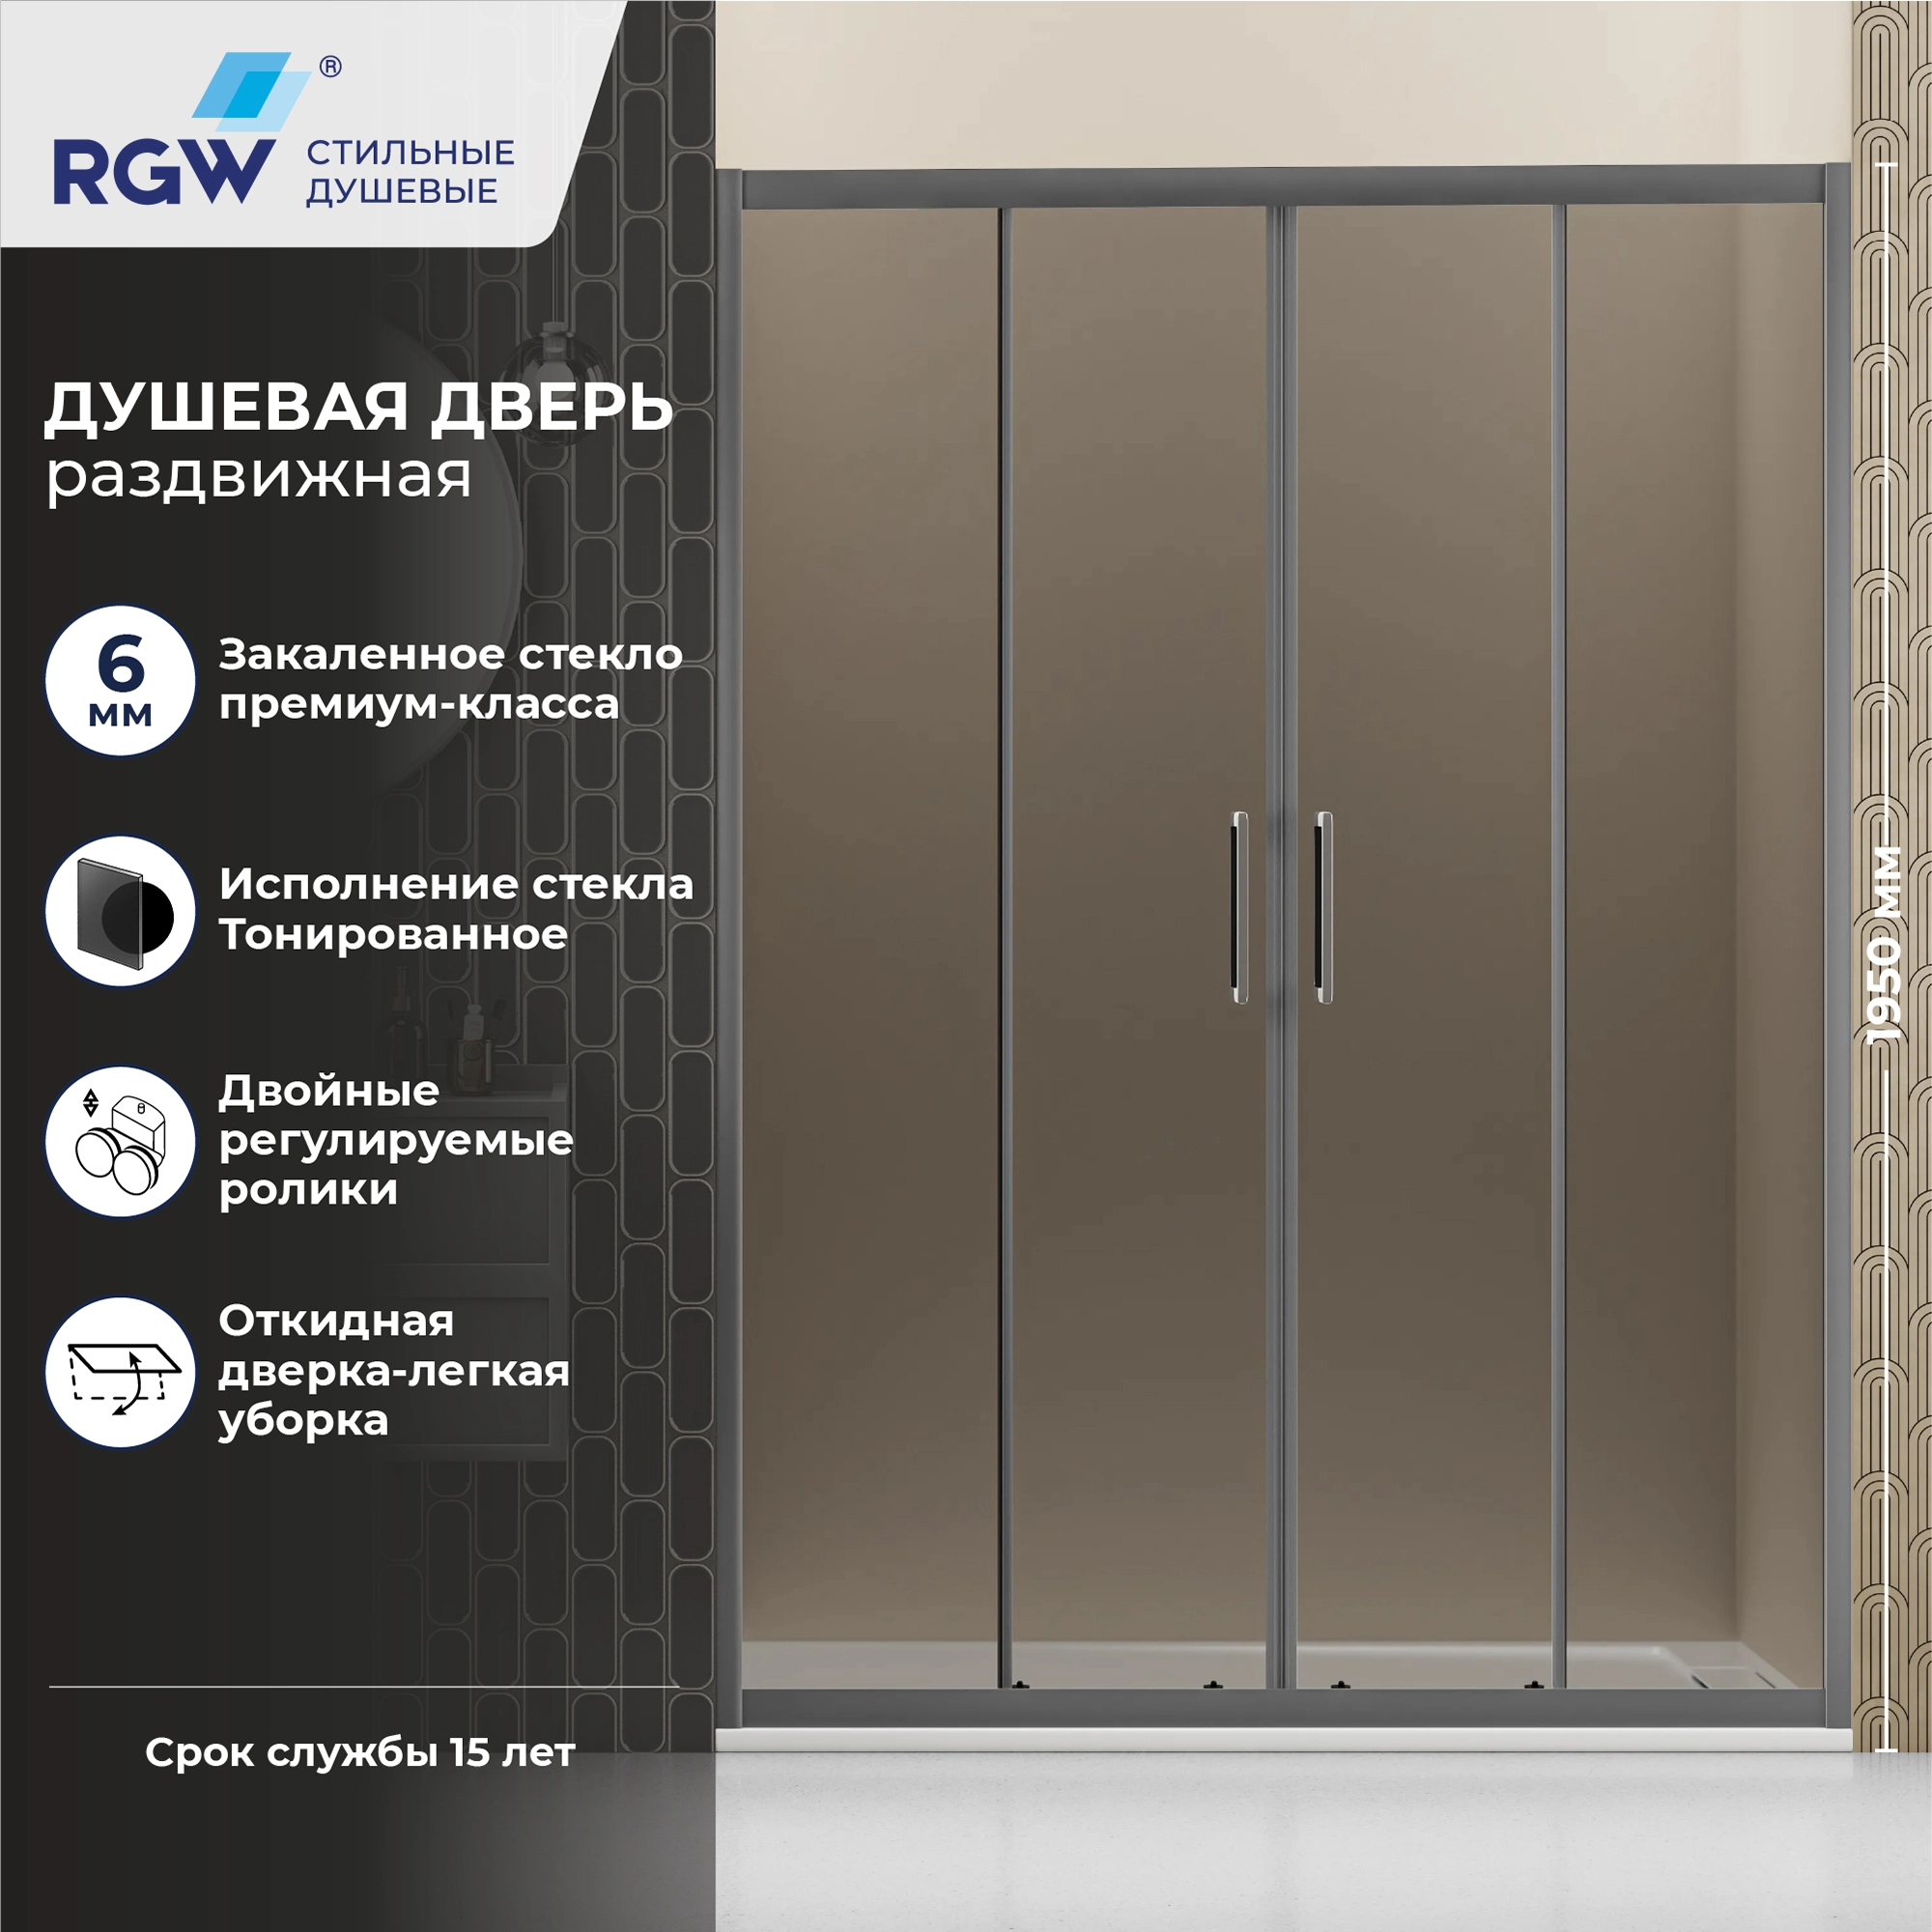 RGW®
СТИЛЬНЫЕ
ДУШЕВЫЕ
ДУШЕВАЯ ДВЕРЬ
раздвижная
6
мм
Закаленное стекло
премиум-класса
Исполнение стекла
Тонированное
Двойные
регулируемые
ролики
Откидная
дверка-легкая
уборка
Срок службы 15 лет
1950 мм